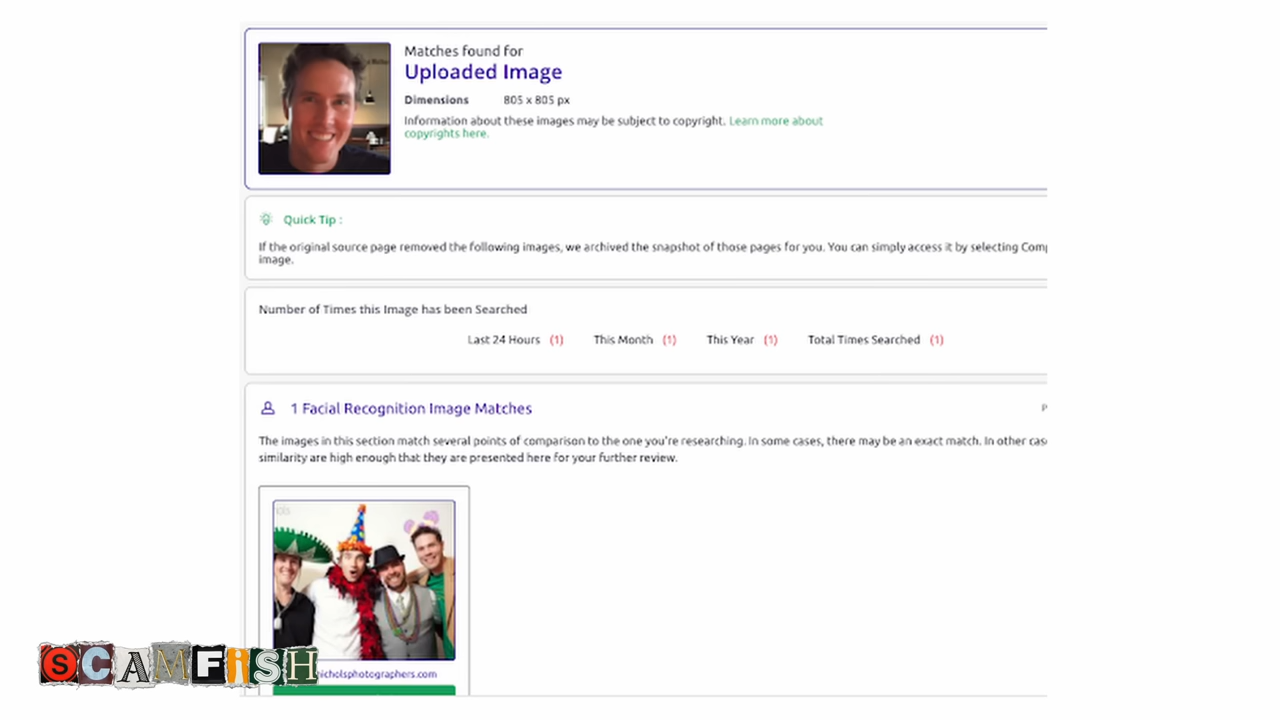 Matches found for
Uploaded Image
Dimensions 805 x 805 px
Information about these images may be subject to copyright. Learn more about
copyrights here.
Quick Tip :
If the original source page removed the following images, we archived the snapshot of those pages for you. You can simply access it by selecting
image.
Number of Times this Image has been Searched
Last 24 Hours (1) This Month (1) This Year (1) Total Times Searched (1)
1 Facial Recognition Image Matches
The images in this section match several points of comparison to the one you're researching. In some cases, there may be an exact match. In other
similarity are high enough that they are presented here for your further review.
SCAMFiSH
nicholsphotographers.com